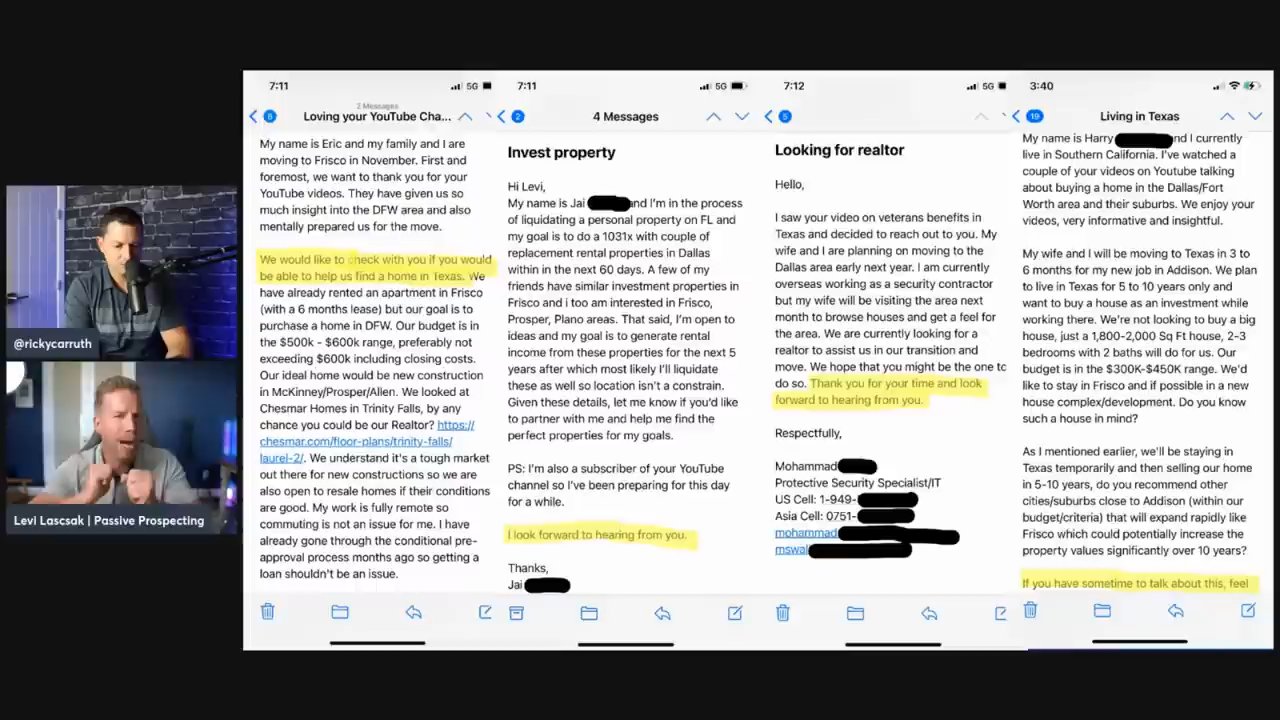 @rickycarruth
Levi Lascsak | Passive Prospecting
7:11
5G
2 Messages
8
Loving your YouTube Cha...
My name is Eric and my family and I are
moving to Frisco in November. First and
foremost, we want to thank you for your
YouTube videos. They have given us so
much insight into the DFW area and also
mentally prepared us for the move.
We would like to check with you if you would
be able to help us find a home in Texas. We
have already rented an apartment in Frisco
(with a 6 months lease) but our goal is to
purchase a home in DFW. Our budget is in
the $500k - $600k range, preferably not
exceeding $600k including closing costs.
Our ideal home would be new construction
in McKinney/Prosper/Allen. We looked at
Chesmar Homes in Trinity Falls, by any
chance you could be our Realtor? https://
chesmar.com/floor-plans/trinity-falls/
laurel-2/. We understand it's a tough market
out there for new constructions so we are
also open to resale homes if their conditions
are good. My work is fully remote so
commuting is not an issue for me. I have
already gone through the conditional pre-
approval process months ago so getting a
loan shouldn't be an issue.
7:11
5G
2
4 Messages
Invest property
Hi Levi,
My name is Jai and I'm in the process
of liquidating a personal property on FL and
my goal is to do a 1031x with couple of
replacement rental properties in Dallas
within the next 60 days. A few of my
friends have similar investment properties in
Frisco and i too am interested in Frisco,
Prosper, Plano areas. That said, I'm open to
ideas and my goal is to generate rental
income from these properties for the next 5
years after which most likely I'll liquidate
these as well so location isn't a constrain.
Given these details, let me know if you'd like
to partner with me and help me find the
perfect properties for my goals.
PS: I'm also a subscriber of your YouTube
channel so I've been preparing for this day
for a while.
I look forward to hearing from you.
Thanks,
Jai
7:12
5G
5
Looking for realtor
Hello,
I saw your video on veterans benefits in
Texas and decided to reach out to you. My
wife and I are planning on moving to the
Dallas area early next year. I am currently
overseas working as a security contractor
but my wife will be visiting the area next
month to browse houses and get a feel for
the area. We are currently looking for a
realtor to assist us in our transition and
move. We hope that you might be the one to
do so. Thank you for your time and look
forward to hearing from you.
Respectfully,
Mohammad
Protective Security Specialist/IT
US Cell: 1-949-
Asia Cell: 0751-
mohammad
mswal
3:40
19
Living in Texas
My name is Harry and I currently
live in Southern California. I've watched a
couple of your videos on Youtube talking
about buying a home in the Dallas/Fort
Worth area and their suburbs. We enjoy your
videos, very informative and insightful.
My wife and I will be moving to Texas in 3 to
6 months for my new job in Addison. We plan
to live in Texas for 5 to 10 years only and
want to buy a house as an investment while
working there. We're not looking to buy a big
house, just a 1,800-2,000 Sq Ft house, 2-3
bedrooms with 2 baths will do for us. Our
budget is in the $300K-$450K range. We'd
like to stay in Frisco and if possible in a new
house complex/development. Do you know
such a house in mind?
As I mentioned earlier, we'll be staying in
Texas temporarily and then selling our home
in 5-10 years, do you recommend other
cities/suburbs close to Addison (within our
budget/criteria) that will expand rapidly like
Frisco which could potentially increase the
property values significantly over 10 years?
If you have sometime to talk about this, feel